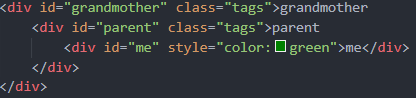 <div id="grandmother" class="tags">grandmother
<div id="parent" class="tags">parent
<div id="me" style="color:green">me</div>
</div>
</div>